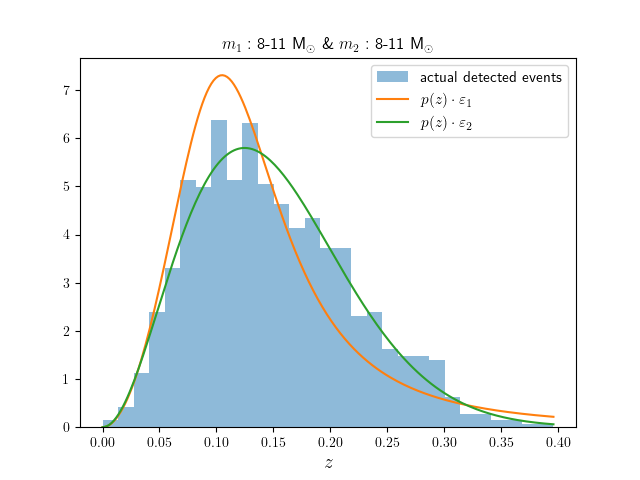 m₁ : 8-11 M☉ & m₂ : 8-11 M☉
actual detected events
p(z) · ε₁
p(z) · ε₂
7
6
5
4
3
2
1
0
0.00 0.05 0.10 0.15 0.20 0.25 0.30 0.35 0.40
z